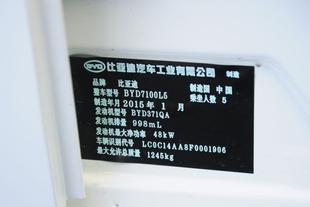 BYD 比亚迪汽车工业有限公司 制造
品牌 比亚迪 制造国 中国
整车型号 BYD7100L5 乘坐人数 5
制造年月 2015年 1 月
发动机型号 BYD371QA
发动机排量 998mL
发动机最大净功率 48kW
车辆识别代号 LC0C14AA8F0001906
最大允许总质量 1245kg